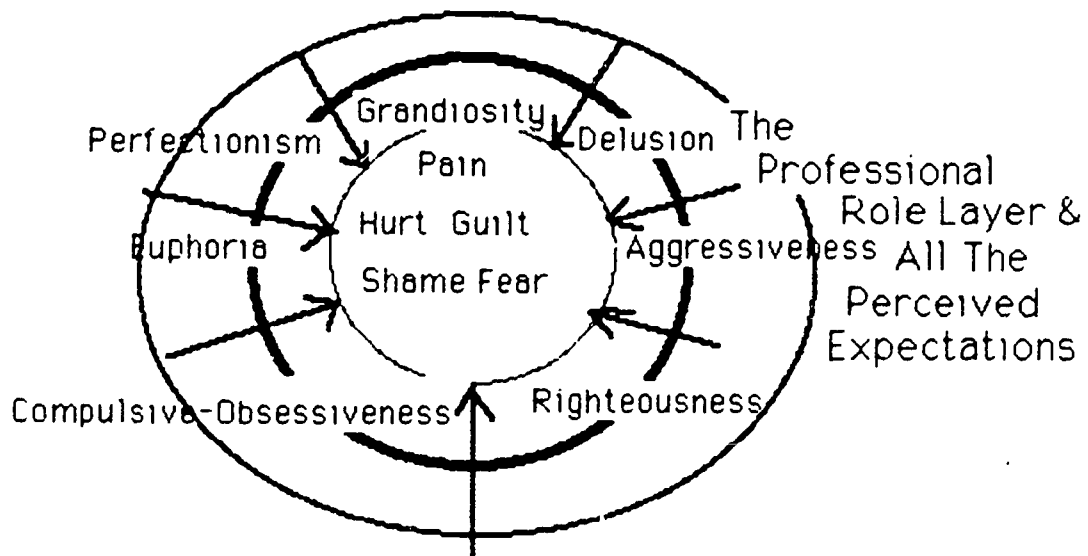 Grandiosity
Perfectionism
Delusion
Pain
Hurt Guilt
Euphoria
Aggressiveness
Shame Fear
Compulsive-Obsessiveness
Righteousness
The
Professional
Role Layer &
All The
Perceived
Expectations